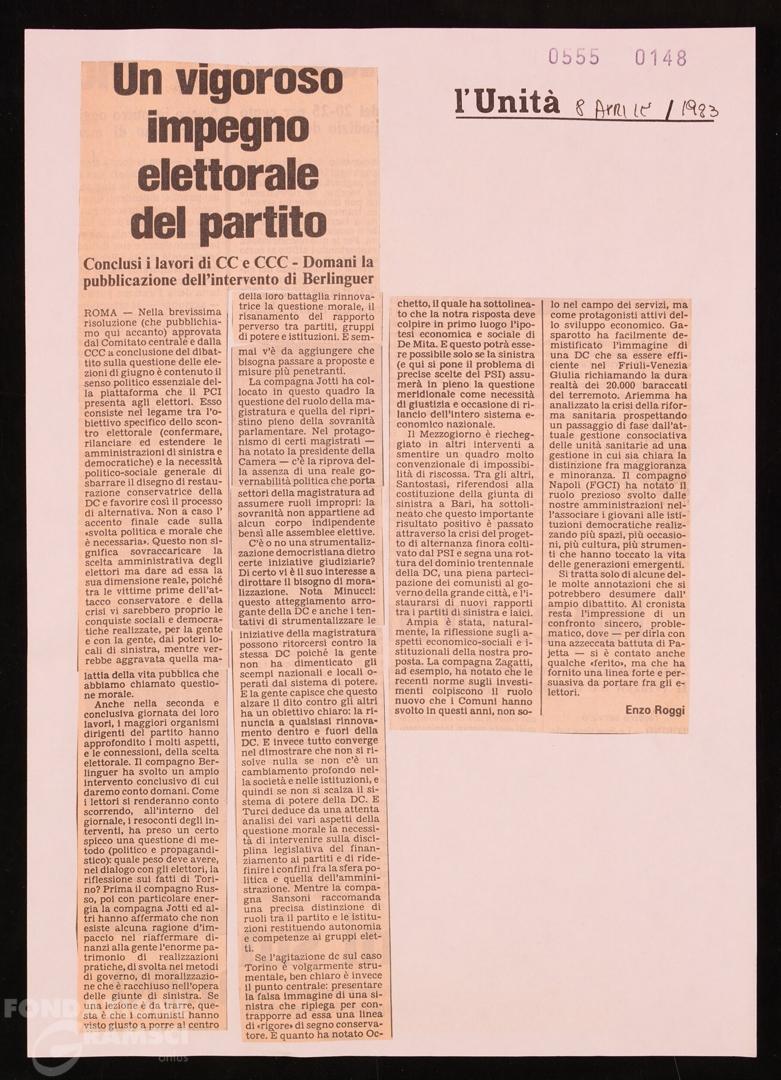 0555 0148
l'Unità 8 APRILE / 1983
Un vigoroso
impegno
elettorale
del partito
Conclusi i lavori di CC e CCC - Domani la
pubblicazione dell'intervento di Berlinguer
ROMA — Nella brevissima
risoluzione (che pubblichia-
mo qui accanto) approvata
dal Comitato centrale e dalla
CCC a conclusione del dibat-
tito sulla questione delle ele-
zioni di giugno è contenuto il
senso politico essenziale del-
la piattaforma che il PCI
presenta agli elettori. Esso
consiste nel legame tra l'o-
biettivo specifico dello scon-
tro elettorale (confermare,
rilanciare ed estendere le
amministrazioni di sinistra e
democratiche) e la necessità
politico-sociale generale di
sbarrare il disegno di restau-
razione conservatrice della
DC e favorire così il processo
di alternativa. Non a caso l'
accento finale cade sulla
«svolta politica e morale che
è necessaria». Questo non si-
gnifica sovraccaricare la
scelta amministrativa degli
elettori ma dare ad essa la
sua dimensione reale, poiché
tra le vittime prime dell'at-
tacco conservatore e della
crisi vi sarebbero proprio le
conquiste sociali e democra-
tiche realizzate, per la gente
e con la gente, dai poteri lo-
cali di sinistra, mentre ver-
rebbe aggravata quella ma-
lattia della vita pubblica che
abbiamo chiamato questio-
ne morale.
Anche nella seconda e
conclusiva giornata dei loro
lavori, i maggiori organismi
dirigenti del partito hanno
approfondito i molti aspetti,
e le connessioni, della scelta
elettorale. Il compagno Ber-
linguer ha svolto un ampio
intervento conclusivo di cui
daremo conto domani. Come
i lettori si renderanno conto
scorrendo, all'interno del
giornale, i resoconti degli in-
terventi, ha preso un certo
spicco una questione di me-
todo (politico e propagandi-
stico): quale peso deve avere,
nel dialogo con gli elettori, la
riflessione sui fatti di Tori-
no? Prima il compagno Rus-
so, poi con particolare ener-
gia la compagna Jotti ed al-
tri hanno affermato che non
esiste alcuna ragione d'im-
paccio nel riaffermare di-
nanzi alla gente l'enorme pa-
trimonio di realizzazioni
pratiche, di svolta nei metodi
di governo, di moralizzazio-
ne che è racchiuso nell'opera
delle giunte di sinistra. Se
una lezione è da trarre, que-
sta è che i comunisti hanno
visto giusto a porre al centro
della loro battaglia rinnova-
trice la questione morale, il
risanamento del rapporto
perverso tra partiti, gruppi
di potere e istituzioni. E sem-
mai v'è da aggiungere che
bisogna passare a proposte e
misure più penetranti.
La compagna Jotti ha col-
locato in questo quadro la
questione del ruolo della ma-
gistratura e quella del ripri-
stino pieno della sovranità
parlamentare. Nel protago-
nismo di certi magistrati —
ha notato la presidente della
Camera — c'è la riprova del-
la assenza di una reale go-
vernabilità politica che porta
settori della magistratura ad
assumere ruoli impropri: la
sovranità non appartiene ad
alcun corpo indipendente
bensì alle assemblee elettive.
C'è o no una strumentaliz-
zazione democristiana dietro
certe iniziative giudiziarie?
Di certo vi è il suo interesse a
dirottare il bisogno di mora-
lizzazione. Nota Minucci:
questo atteggiamento arro-
gante della DC e anche i ten-
tativi di strumentalizzare le
iniziative della magistratura
possono ritorcersi contro la
stessa DC poiché la gente
non ha dimenticato gli
scempi nazionali e locali o-
perati dal sistema di potere.
E la gente capisce che questo
alzare il dito contro gli altri
ha un obiettivo chiaro: la ri-
nuncia a qualsiasi rinnova-
mento dentro e fuori della
DC. E invece tutto converge
nel dimostrare che non si ri-
solve nulla se non c'è un
cambiamento profondo nel-
la società e nelle istituzioni, e
quindi se non si scalza il si-
stema di potere della DC. E
Turci deduce da una attenta
analisi dei vari aspetti della
questione morale la necessi-
tà di intervenire sulla disci-
plina legislativa del finan-
ziamento ai partiti e di ride-
finire i confini fra la sfera po-
litica e quella dell'ammini-
strazione. Mentre la compa-
gna Sansoni raccomanda
una precisa distinzione di
ruoli tra il partito e le istitu-
zioni restituendo autonomia
e competenze ai gruppi elet-
ti.
Se l'agitazione dc sul caso
Torino è volgarmente stru-
mentale, ben chiaro è invece
il punto centrale: presentare
la falsa immagine di una si-
nistra che ripiega per con-
trapporre ad essa una linea
di «rigore» di segno conserva-
tore. È quanto ha notato Oc-
chetto, il quale ha sottolinea-
to che la notra risposta deve
colpire in primo luogo l'ipo-
tesi economica e sociale di
De Mita. E questo potrà esse-
re possibile solo se la sinistra
(e qui si pone il problema di
precise scelte del PSI) assu-
merà in pieno la questione
meridionale come necessità
di giustizia e occasione di ri-
lancio dell'intero sistema e-
conomico nazionale.
Il Mezzogiorno è riecheg-
giato in altri interventi a
smentire un quadro molto
convenzionale di impossibi-
lità di riscossa. Tra gli altri,
Santostasi, riferendosi alla
costituzione della giunta di
sinistra a Bari, ha sottoli-
neato che questo importante
risultato positivo è passato
attraverso la crisi del proget-
to di alternanza finora colti-
vato dal PSI e segna una rot-
tura del dominio trentennale
della DC, una piena parteci-
pazione dei comunisti al go-
verno della grande città, e l'i-
staurarsi di nuovi rapporti
tra i partiti di sinistra e laici.
Ampia è stata, natural-
mente, la riflessione sugli a-
spetti economico-sociali e i-
stituzionali della nostra pro-
posta. La compagna Zagatti,
ad esempio, ha notato che le
recenti norme sugli investi-
menti colpiscono il ruolo
nuovo che i Comuni hanno
svolto in questi anni, non so-
lo nel campo dei servizi, ma
come protagonisti attivi del-
lo sviluppo economico. Ga-
sparotto ha facilmente de-
mistificato l'immagine di
una DC che sa essere effi-
ciente nel Friuli-Venezia
Giulia richiamando la dura
realtà dei 20.000 baraccati
del terremoto. Ariemma ha
analizzato la crisi della rifor-
ma sanitaria prospettando
un passaggio di fase dall'at-
tuale gestione consociativa
delle unità sanitarie ad una
gestione in cui sia chiara la
distinzione fra maggioranza
e minoranza. Il compagno
Napoli (FGCI) ha notato il
ruolo prezioso svolto dalle
nostre amministrazioni nel-
l'associare i giovani alle isti-
tuzioni democratiche realiz-
zando più spazi, più occasio-
ni, più cultura, più strumen-
ti che hanno toccato la vita
delle generazioni emergenti.
Si tratta solo di alcune del-
le molte annotazioni che si
potrebbero desumere dall'
ampio dibattito. Al cronista
resta l'impressione di un
confronto sincero, proble-
matico, dove — per dirla con
una azzeccata battuta di Pa-
jetta — si è contato anche
qualche «ferito», ma che ha
fornito una linea forte e per-
suasiva da portare fra gli e-
lettori.
Enzo Roggi